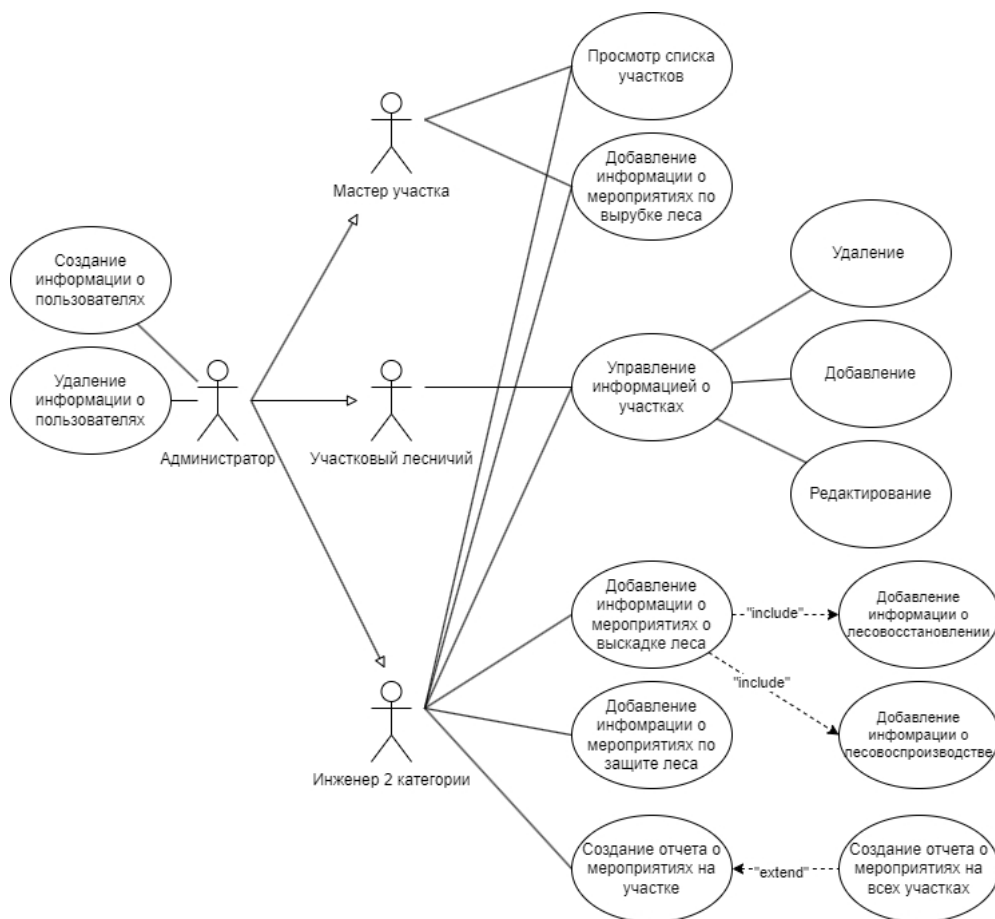 Просмотр списка
участков
Мастер участка
Добавление
информации о
мероприятиях по
вырубке леса
Создание
информации о
пользователях
Удаление
информации о
пользователях
Администратор
Участковый лесничий
Управление
информацией о
участках
Удаление
Добавление
Редактирование
Добавление
информации о
мероприятиях о
выскадке леса
"include"
Добавление
информации о
лесовосстановлении
"include"
Инженер 2 категории
Добавление
инфомрации о
мероприятиях по
защите леса
Добавление
инфомрации о
лесовоспроизводстве
Создание отчета о
мероприятиях на
участке
"extend"
Создание отчета о
мероприятиях на
всех участках